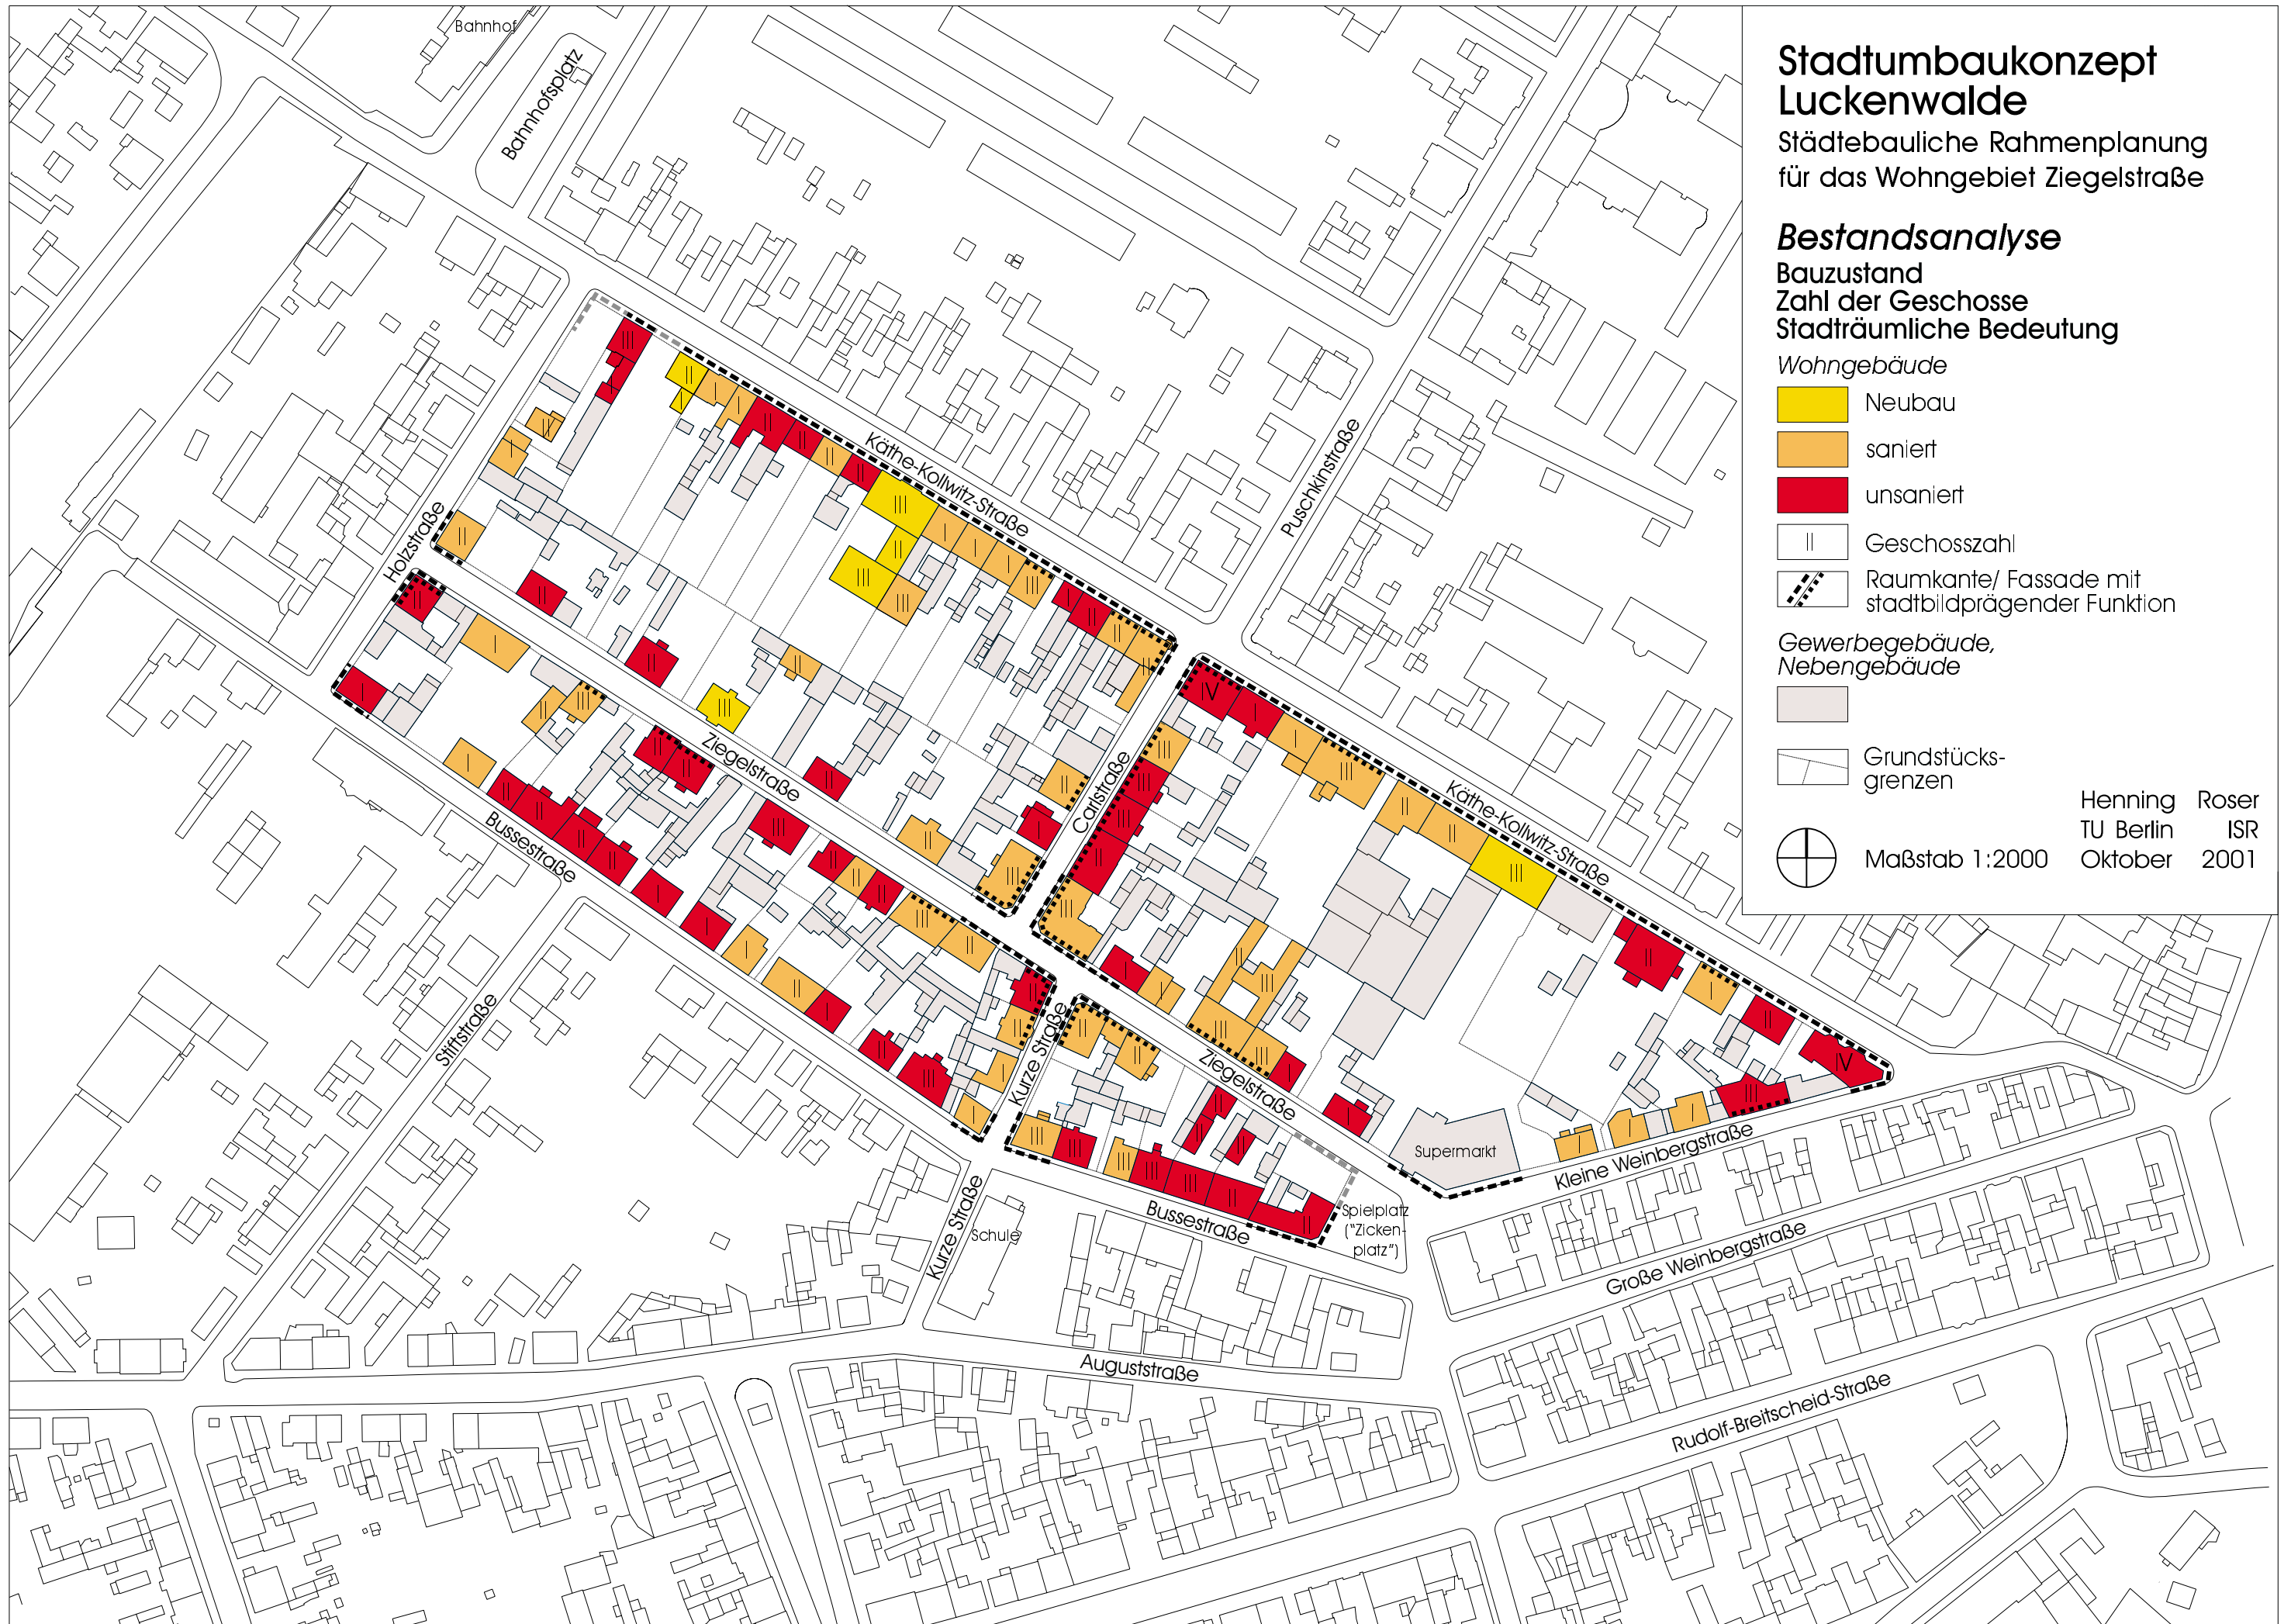 Stadtumbaukonzept
Luckenwalde
Städtebauliche Rahmenplanung
für das Wohngebiet Ziegelstraße
Bestandsanalyse
Bauzustand
Zahl der Geschosse
Stadträumliche Bedeutung
Wohngebäude
Neubau
saniert
unsaniert
II Geschosszahl
Raumkante/ Fassade mit
stadtbildprägender Funktion
Gewerbegebäude,
Nebengebäude
Grundstücks-
grenzen
Maßstab 1:2000
Henning Roser
TU Berlin ISR
Oktober 2001
Bahnhof
Bahnhofsplatz
Käthe-Kollwitz-Straße
Puschkinstraße
Holzstraße
Ziegelstraße
Carlstraße
Käthe-Kollwitz-Straße
IV
Bussestraße
Stiftstraße
Kurze Straße
Ziegelstraße
IV
Supermarkt
Kleine Weinbergstraße
Kurze Straße
Schule
Bussestraße
Spielplatz
("Zicken-
platz")
Große Weinbergstraße
Auguststraße
Rudolf-Breitscheid-Straße